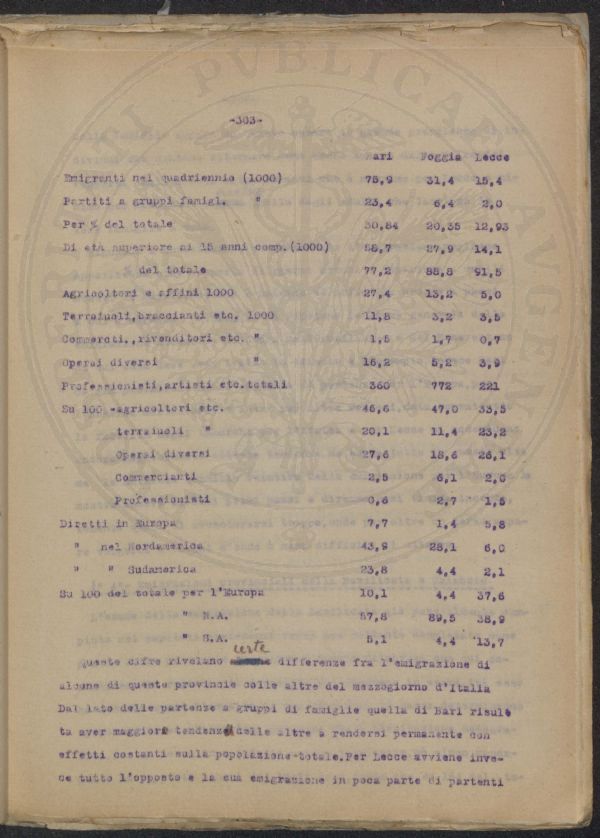 -303-
Bari Foggia Lecce
Emigranti nel quadriennio (1000) 75,9 31,4 15,4
Partiti a gruppi famigl. " 23,4 6,4 2,0
Per % del totale 30,84 20,35 12,93
Di età superiore ai 15 anni comp.(1000) 58,7 27,9 14,1
% del totale 77,2 88,8 91,5
Agricoltori e affini 1000 27,4 13,2 5,0
Terraiuoli,braccianti etc. 1000 11,8 3,2 3,5
Commercti.,rivenditori etc. " 1,5 1,7 0,7
Operai diversi " 16,2 5,2 3,9
Professionisti,artisti etc.totali 360 772 221
Su 100 -agricoltori etc. 46,6 47,0 33,5
terraiuoli " 20,1 11,4 23,2
Operai diversi 27,6 18,6 26,1
Commercianti 2,5 6,1 2,0
Professionisti 0,6 2,7 1,5
Diretti in Europa 7,7 1,4 5,8
" nel Nordamerica 43,9 28,1 6,0
" " Sudamerica 23,8 4,4 2,1
Su 100 del totale per l'Europa 10,1 4,4 37,6
" N.A. 57,8 89,5 38,9
" S.A. 5,1 4,4 13,7
Queste cifre rivelano certe differenze fra l'emigrazione di
alcune di queste provincie colle altre del mezzogiorno d'Italia
Dal lato delle partenze a gruppi di famiglie quella di Bari risul
ta aver maggiore tendenza delle altre a rendersi permanente con
effetti costanti sulla popolazione totale.Per Lecce avviene inve-
ce tutto l'opposto e la sua emigrazione in poca parte di partenti